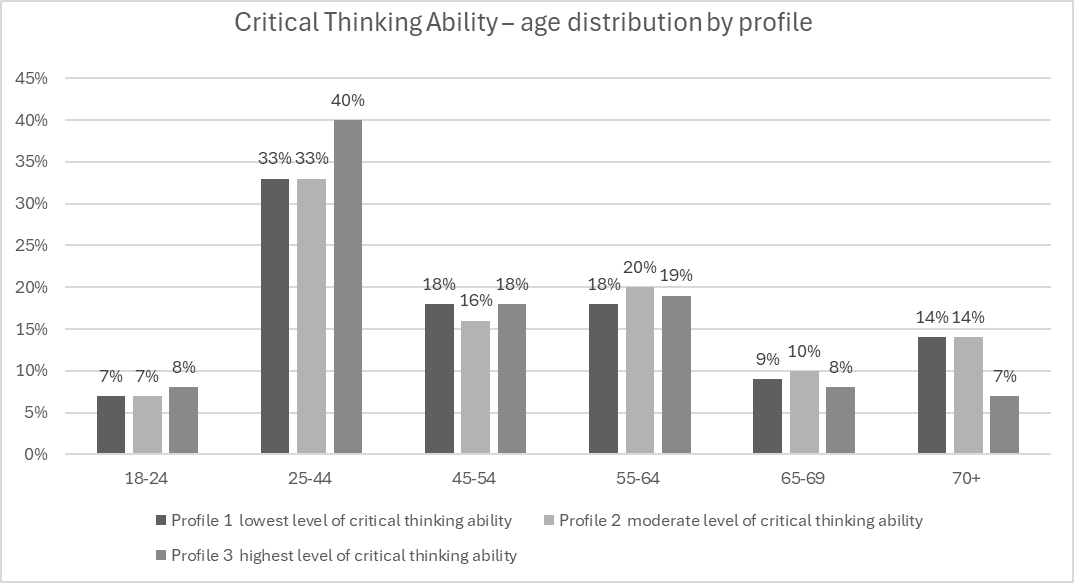 Critical Thinking Ability – age distribution by profile
45%
40%
35%
30%
25%
20%
15%
10%
5%
0%
7% 7% 8%
33% 33% 40%
18% 16% 18%
18% 20% 19%
9% 10% 8%
14% 14% 7%
18-24 25-44 45-54 55-64 65-69 70+
Profile 1 lowest level of critical thinking ability Profile 2 moderate level of critical thinking ability
Profile 3 highest level of critical thinking ability